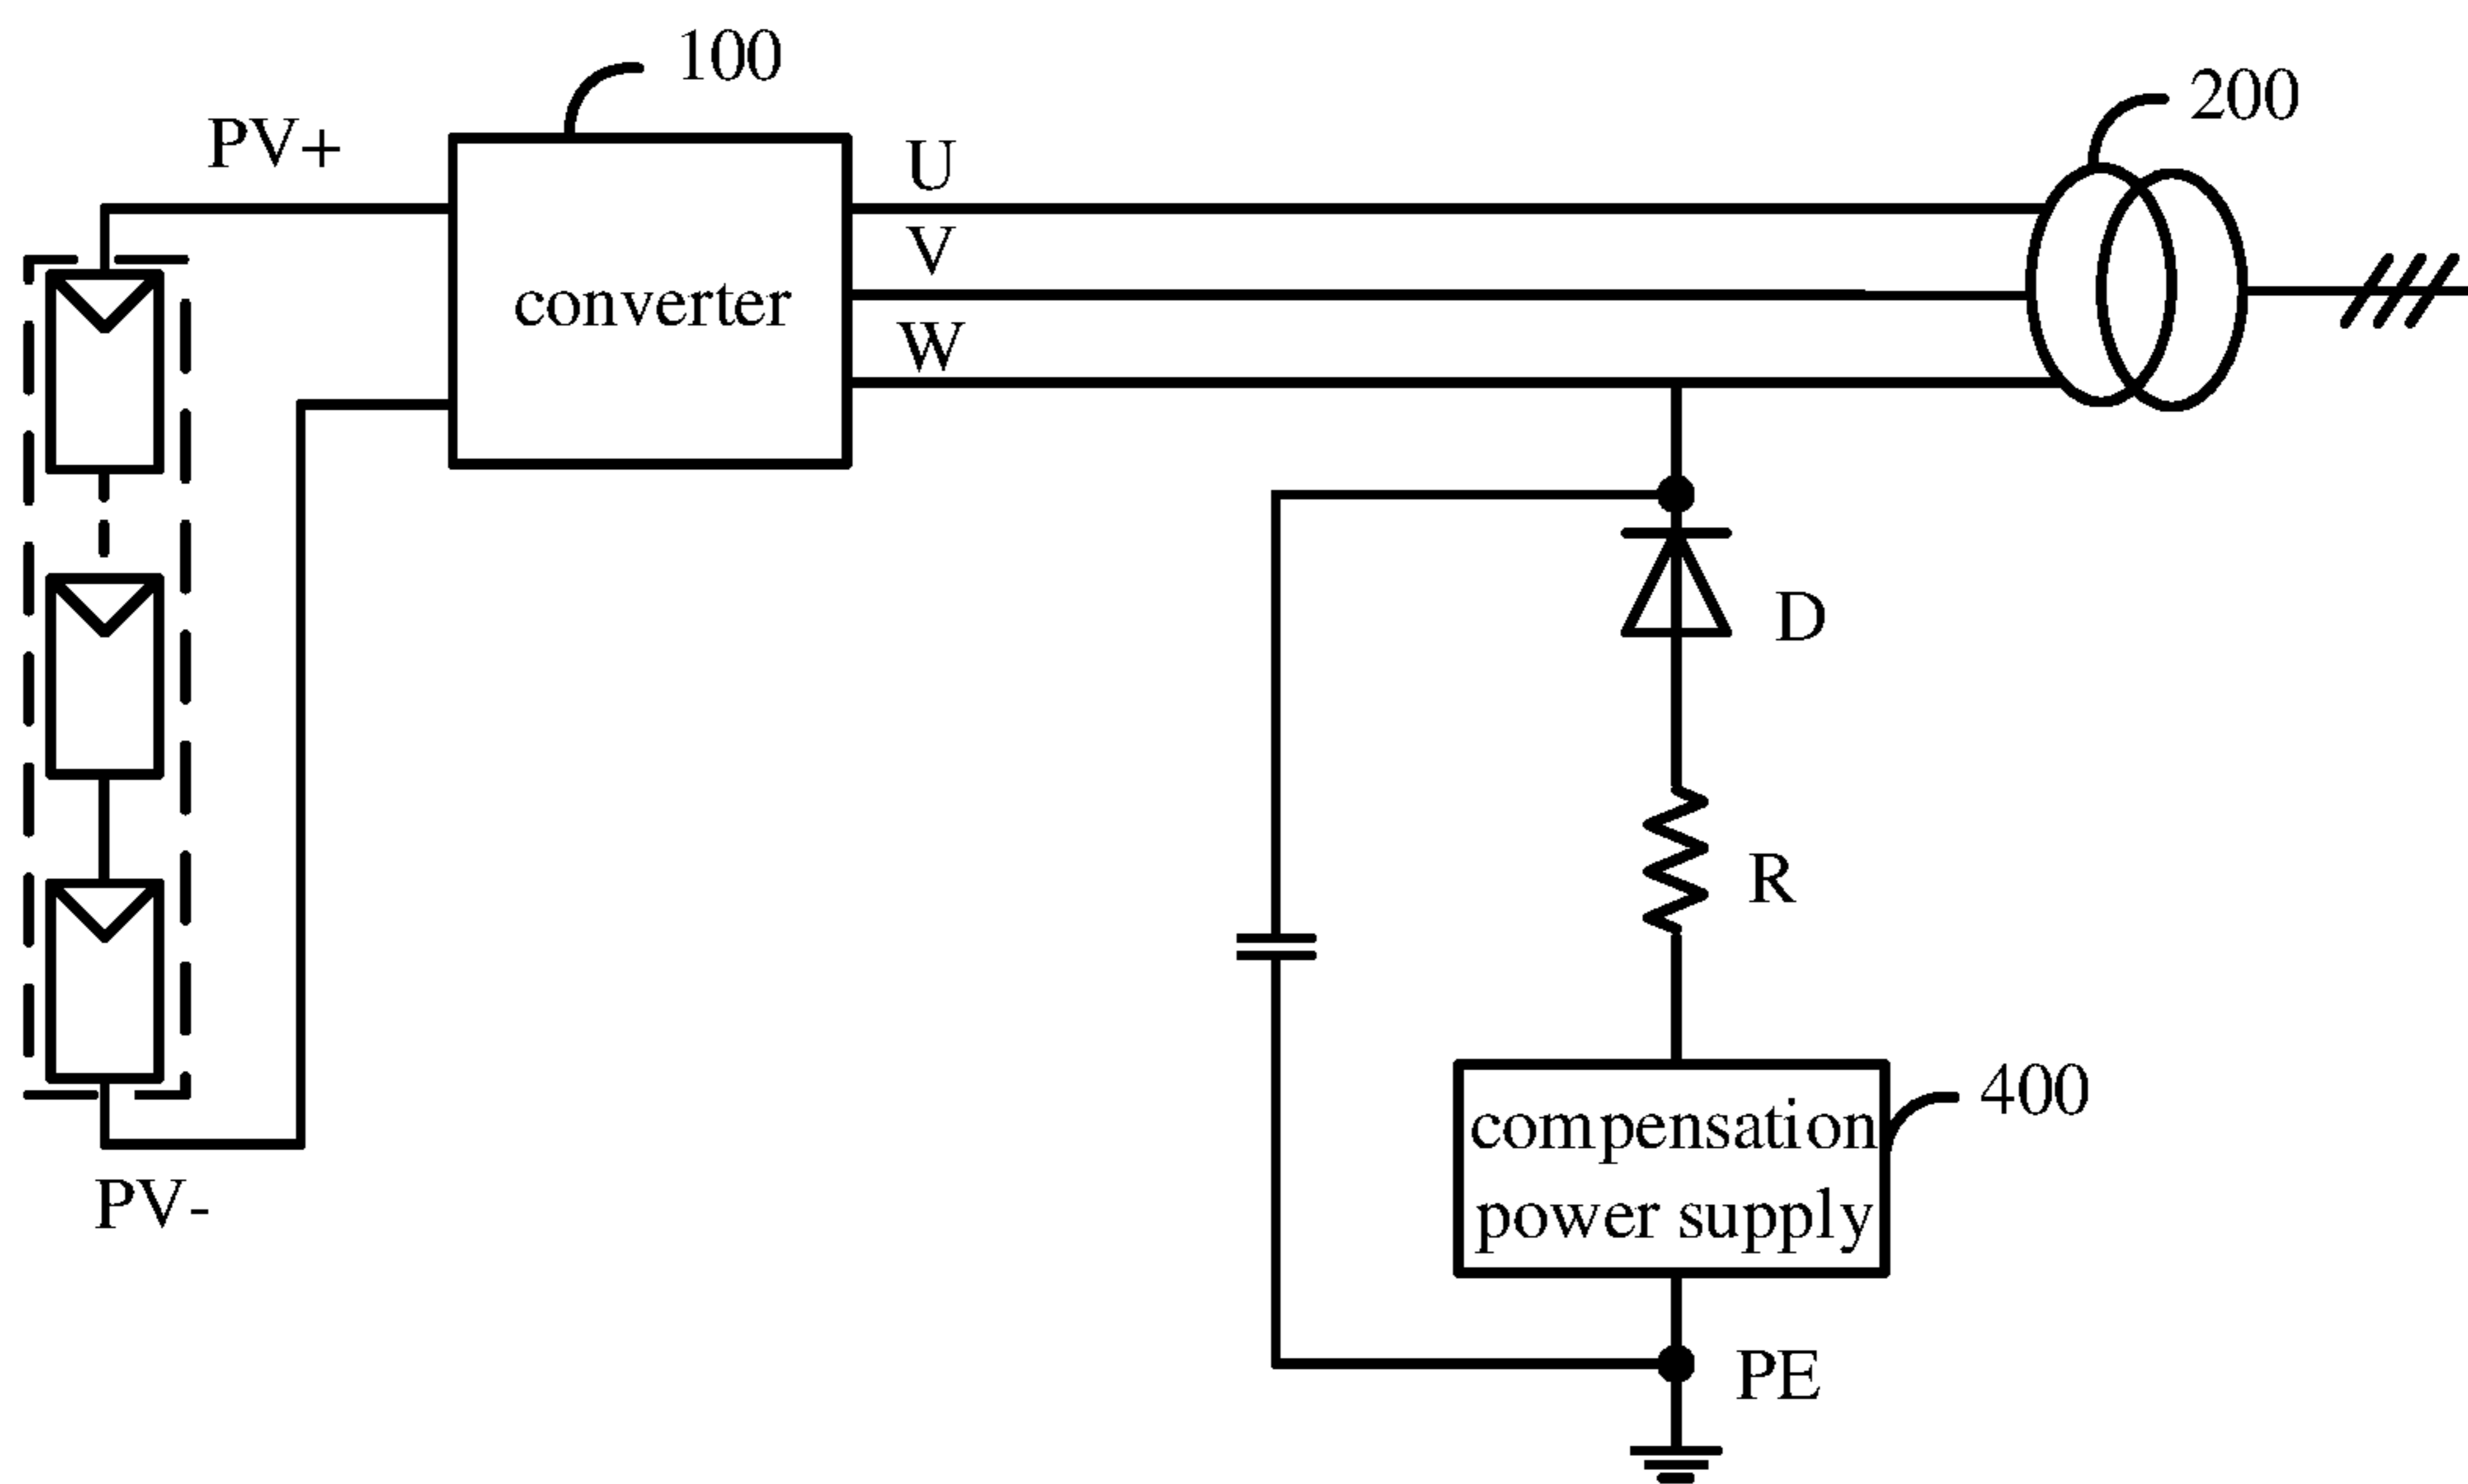 100
200
PV+
U
V
converter
W
D
R
400
compensation
power supply
PV-
PE